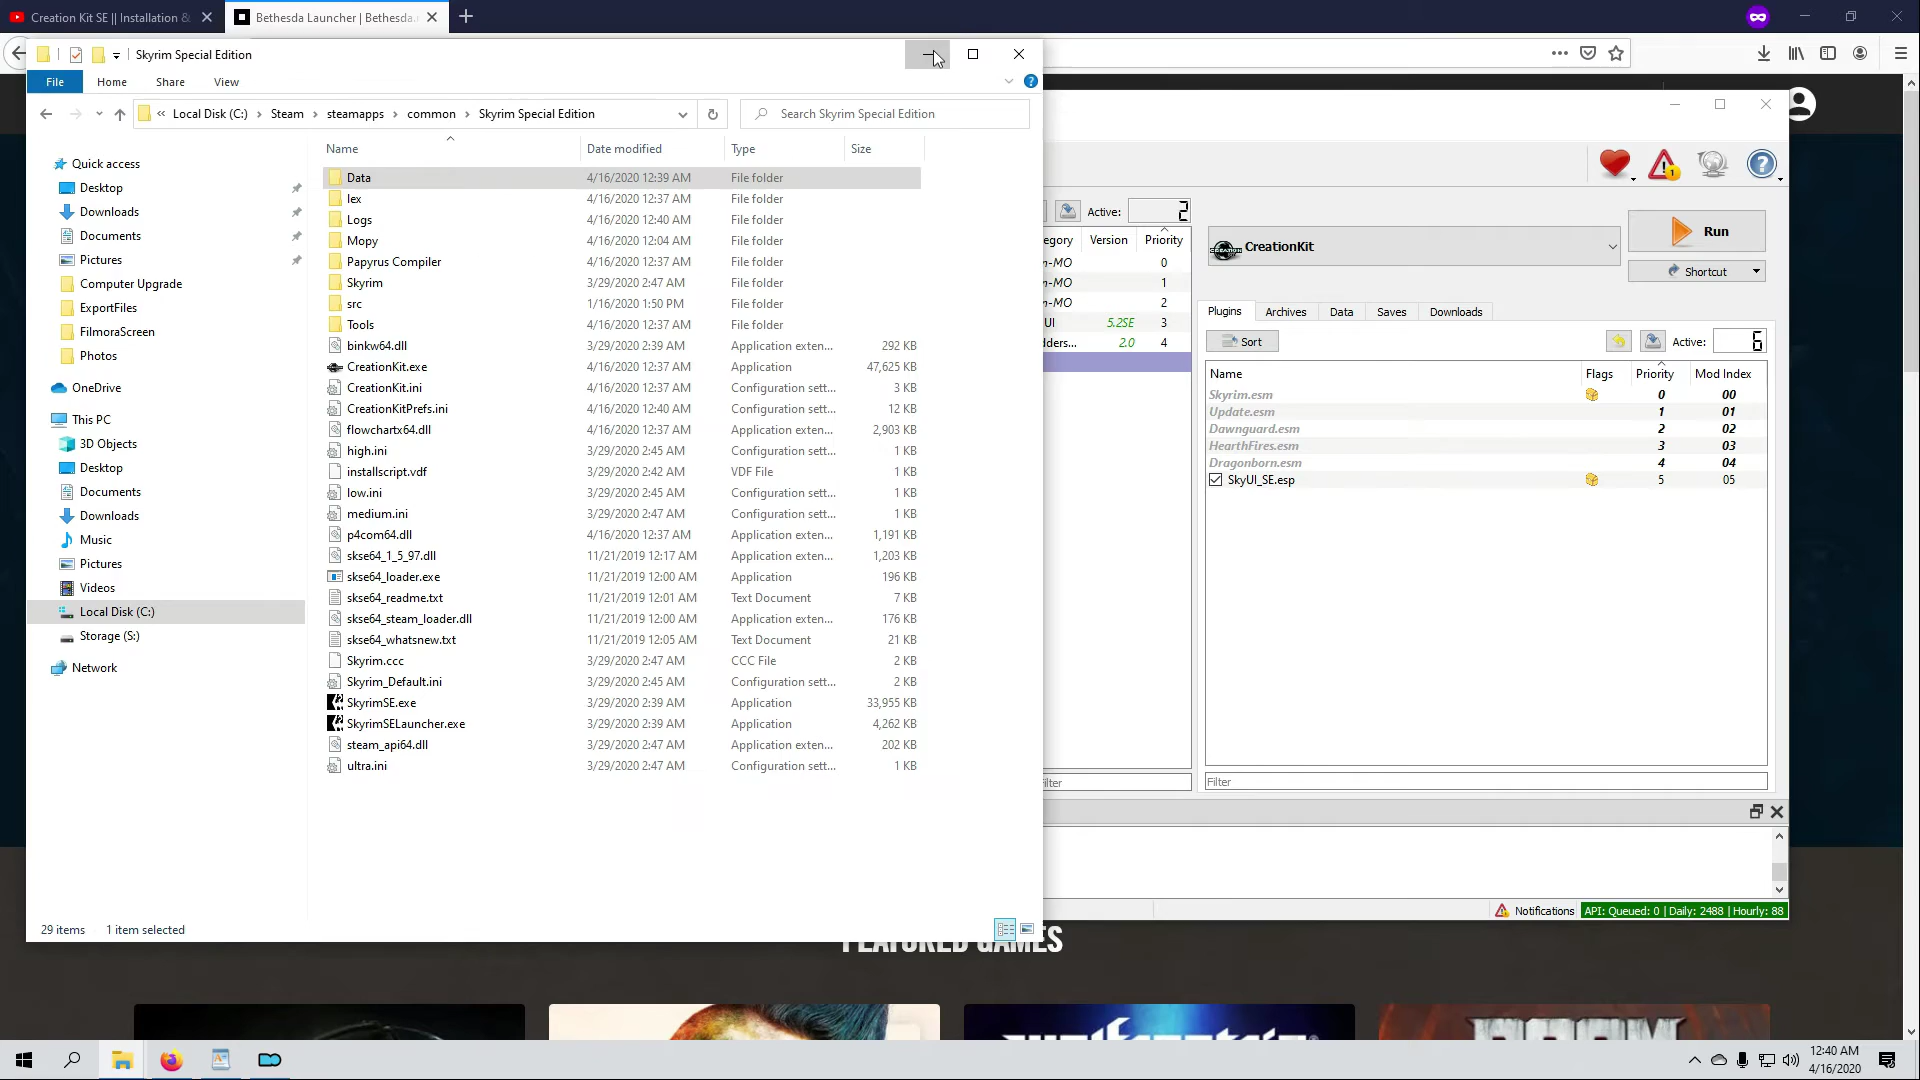 Creation Kit SE || Installation &
Bethesda Launcher | Bethesda.
Skyrim Special Edition
File
Home
Share
View
Local Disk (C:)
Steam
steamapps
common
Skyrim Special Edition
Search Skyrim Special Edition
Name
Date modified
Type
Size
Quick access
Desktop
Downloads
Documents
Pictures
Computer Upgrade
ExportFiles
FilmoraScreen
Photos
OneDrive
This PC
3D Objects
Desktop
Documents
Downloads
Music
Pictures
Videos
Local Disk (C:)
Storage (S:)
Network
Data 4/16/2020 12:39 AM File folder
lex 4/16/2020 12:37 AM File folder
Logs 4/16/2020 12:40 AM File folder
Mopy 4/16/2020 12:04 AM File folder
Papyrus Compiler 4/16/2020 12:37 AM File folder
Skyrim 3/29/2020 2:47 AM File folder
src 1/16/2020 1:50 PM File folder
Tools 4/16/2020 12:37 AM File folder
binkw64.dll 3/29/2020 2:39 AM Application exten... 292 KB
CreationKit.exe 4/16/2020 12:37 AM Application 47,625 KB
CreationKit.ini 4/16/2020 12:37 AM Configuration sett... 3 KB
CreationKitPrefs.ini 4/16/2020 12:40 AM Configuration sett... 12 KB
flowchartx64.dll 4/16/2020 12:37 AM Application exten... 2,903 KB
high.ini 3/29/2020 2:45 AM Configuration sett... 1 KB
installscript.vdf 3/29/2020 2:42 AM VDF File 1 KB
low.ini 3/29/2020 2:45 AM Configuration sett... 1 KB
medium.ini 3/29/2020 2:47 AM Configuration sett... 1 KB
p4com64.dll 4/16/2020 12:37 AM Application exten... 1,191 KB
skse64_1_5_97.dll 11/21/2019 12:17 AM Application exten... 1,203 KB
skse64_loader.exe 11/21/2019 12:00 AM Application 196 KB
skse64_readme.txt 11/21/2019 12:01 AM Text Document 7 KB
skse64_steam_loader.dll 11/21/2019 12:00 AM Application exten... 176 KB
skse64_whatsnew.txt 11/21/2019 12:05 AM Text Document 21 KB
Skyrim.ccc 3/29/2020 2:47 AM CCC File 2 KB
Skyrim_Default.ini 3/29/2020 2:45 AM Configuration sett... 2 KB
SkyrimSE.exe 3/29/2020 2:39 AM Application 33,955 KB
SkyrimSELauncher.exe 3/29/2020 2:39 AM Application 4,262 KB
steam_api64.dll 3/29/2020 2:47 AM Application exten... 202 KB
ultra.ini 3/29/2020 2:47 AM Configuration sett... 1 KB
29 items 1 item selected
Active: 2
egory Version Priority
n-MO 0
n-MO 1
n-MO 2
UI 5.2SE 3
dders... 2.0 4
ilter
CreationKit
Run
Shortcut
Plugins
Archives
Data
Saves
Downloads
Sort
Active: 6
Name Flags Priority Mod Index
Skyrim.esm 0 00
Update.esm 1 01
Dawnguard.esm 2 02
HearthFires.esm 3 03
Dragonborn.esm 4 04
SkyUI_SE.esp 5 05
Filter
Notifications
API: Queued: 0 | Daily: 2488 | Hourly: 88
FEATURED GAMES
DOOM
12:40 AM
4/16/2020